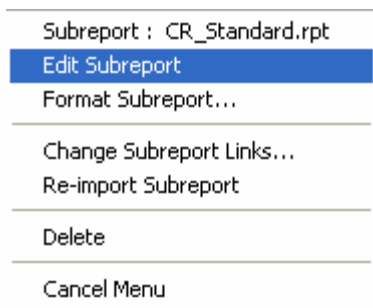 Subreport : CR_Standard.rpt
Edit Subreport
Format Subreport...
Change Subreport Links...
Re-import Subreport
Delete
Cancel Menu